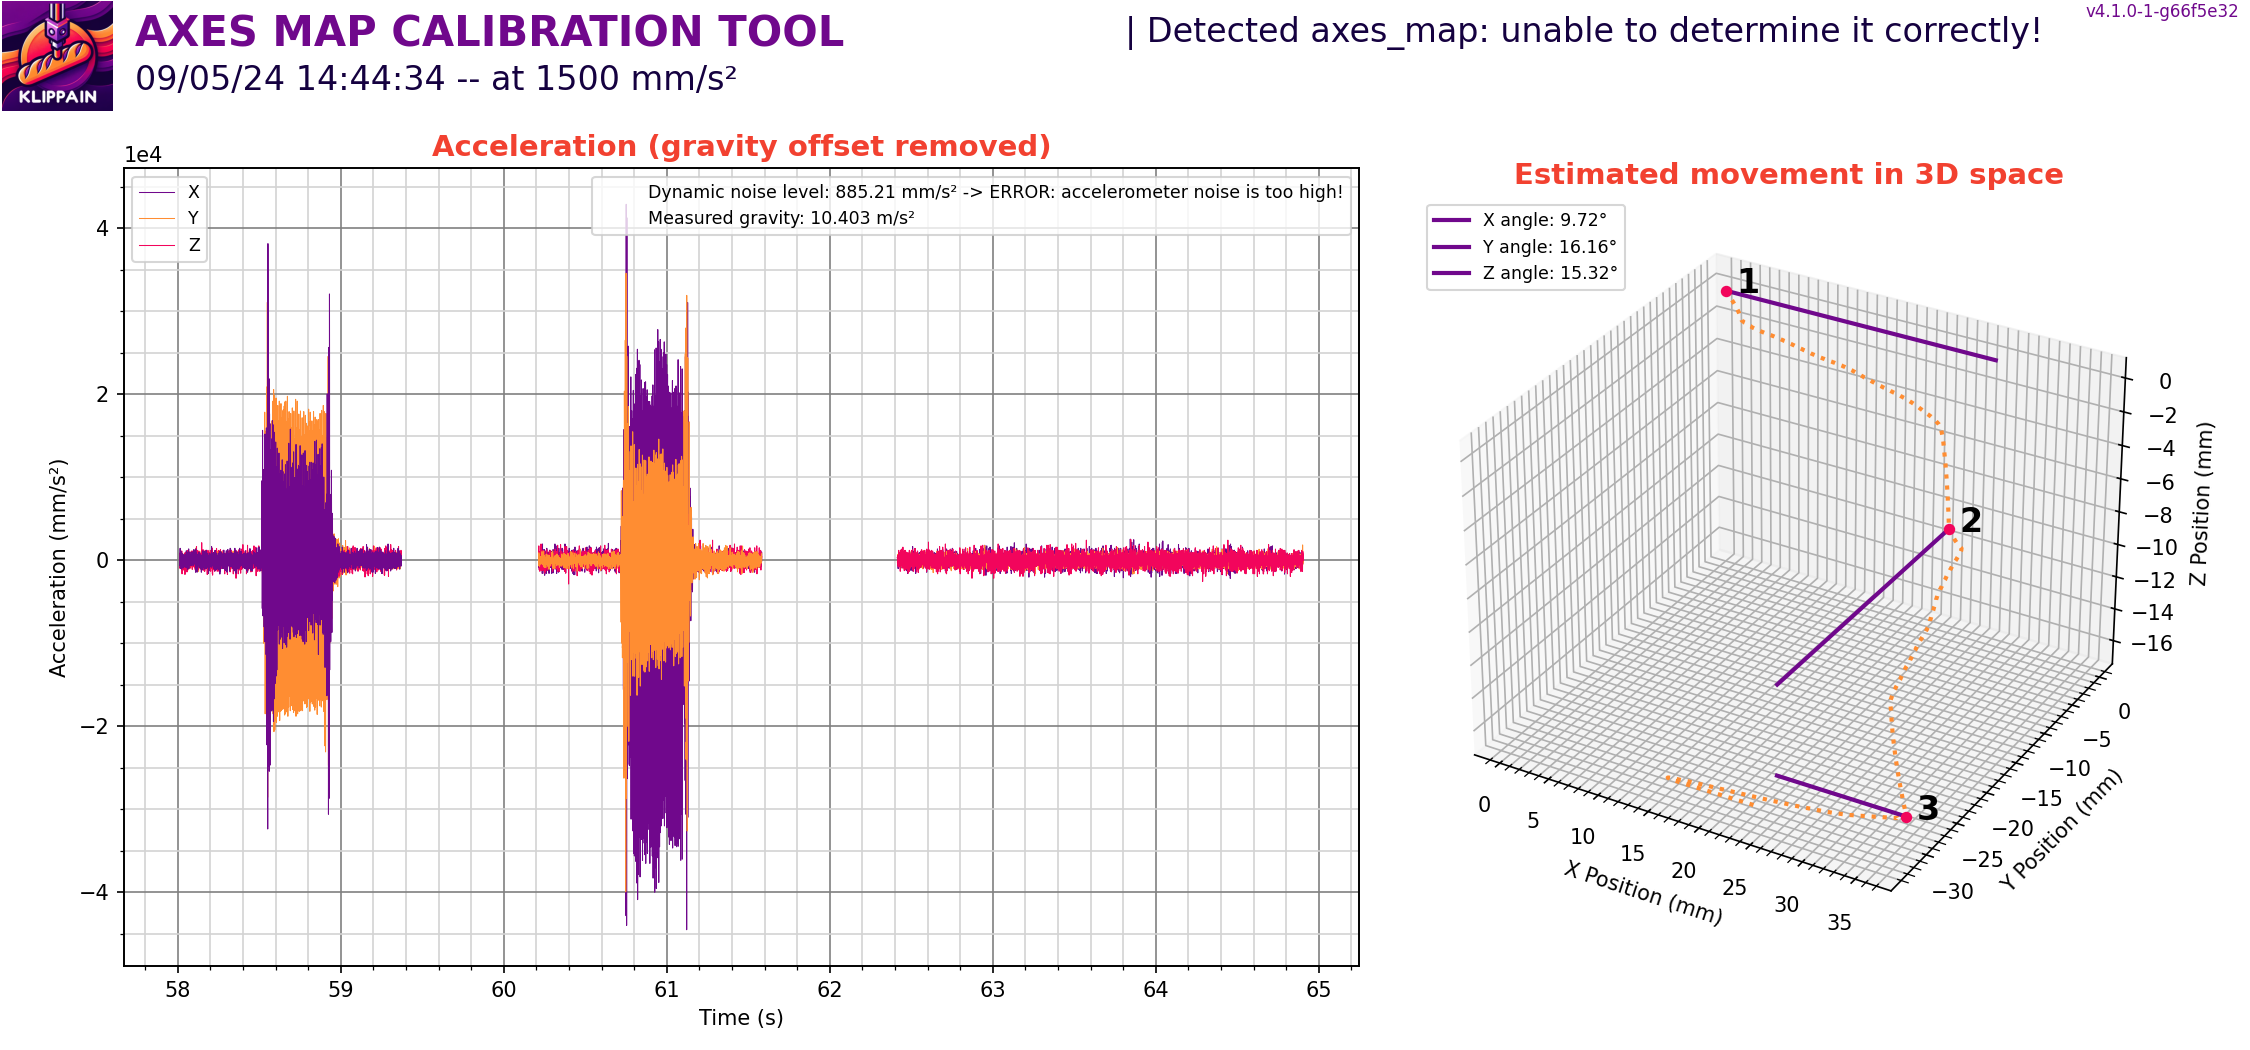 KLIPPAIN
AXES MAP CALIBRATION TOOL
09/05/24 14:44:34 -- at 1500 mm/s²
| Detected axes_map: unable to determine it correctly!
v4.1.0-1-g66f5e32
Acceleration (gravity offset removed)
1e4
X
Y
Z
Dynamic noise level: 885.21 mm/s² -> ERROR: accelerometer noise is too high!
Measured gravity: 10.403 m/s²
Acceleration (mm/s²)
4
2
0
−2
−4
58 59 60 61 62 63 64 65
Time (s)
Estimated movement in 3D space
X angle: 9.72°
Y angle: 16.16°
Z angle: 15.32°
1
2
3
0
−2
−4
−6
−8
−10
−12
−14
−16
Z Position (mm)
0
−5
−10
−15
−20
−25
−30
Y Position (mm)
0
5
10
15
20
25
30
35
X Position (mm)